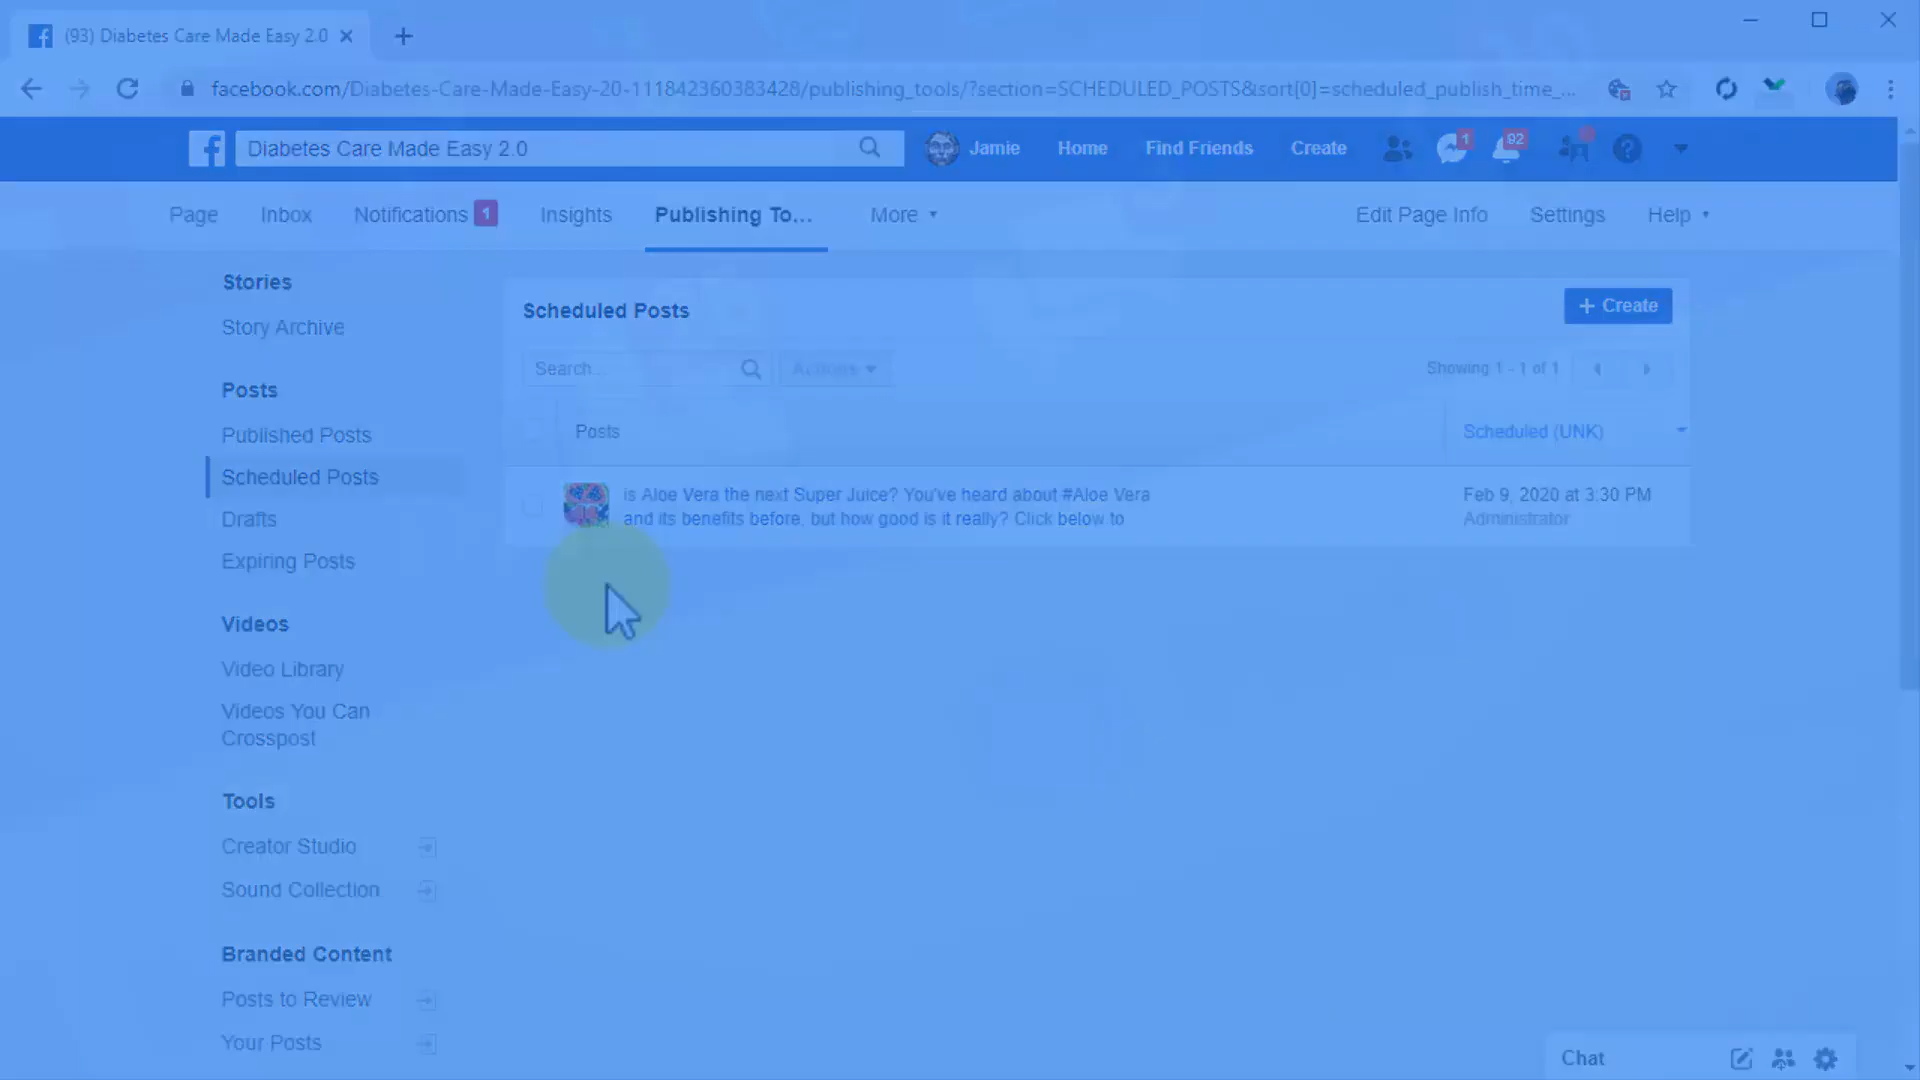 (93) Diabetes Care Made Easy 2.0
facebook.com/Diabetes-Care-Made-Easy-20-111842360383428/publishing_tools/?section=SCHEDULED_POSTS&sort[0]=scheduled_publish_time_...
Diabetes Care Made Easy 2.0
Jamie Home Find Friends Create 1 92
Page Inbox Notifications 1 Insights Publishing To... More Edit Page Info Settings Help
Stories
Story Archive
Posts
Published Posts
Scheduled Posts
Drafts
Expiring Posts
Videos
Video Library
Videos You Can
Crosspost
Tools
Creator Studio
Sound Collection
Branded Content
Posts to Review
Your Posts
Scheduled Posts
+ Create
Search...
Actions
Showing 1 - 1 of 1
Posts
Scheduled (UNK)
is Aloe Vera the next Super Juice? You've heard about #Aloe Vera
and its benefits before, but how good is it really? Click below to
Feb 9, 2020 at 3:30 PM
Administrator
Chat